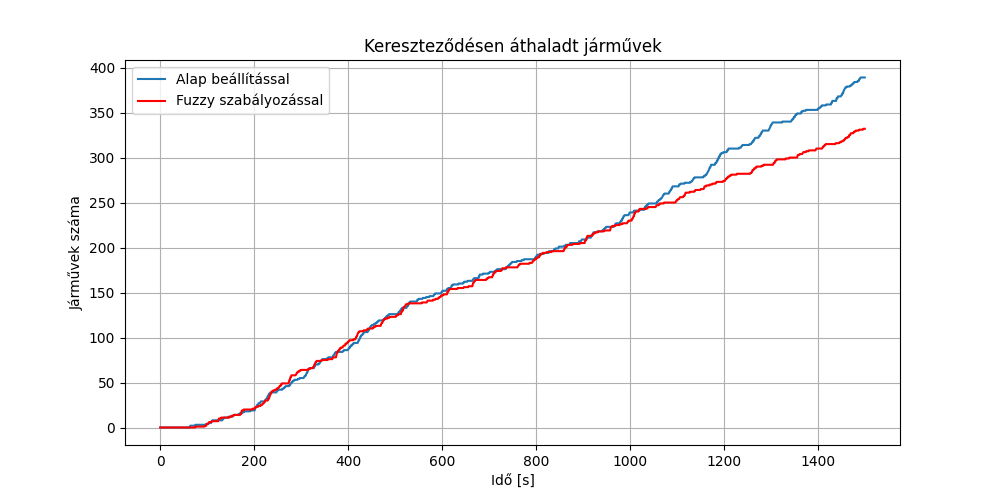 Kereszteződésen áthaladt járművek
Alap beállítással
Fuzzy szabályozással
Járművek száma
400
350
300
250
200
150
100
50
0
0 200 400 600 800 1000 1200 1400
Idő [s]